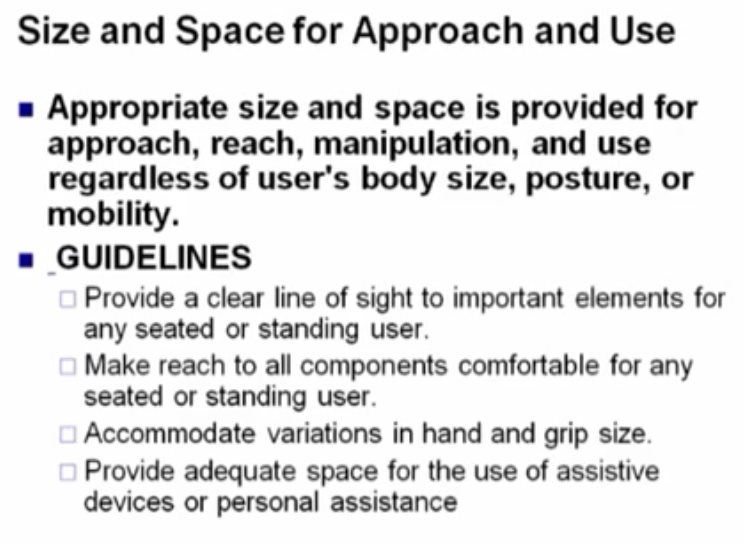 Size and Space for Approach and Use
Appropriate size and space is provided for
approach, reach, manipulation, and use
regardless of user's body size, posture, or
mobility.
GUIDELINES
Provide a clear line of sight to important elements for
any seated or standing user.
Make reach to all components comfortable for any
seated or standing user.
Accommodate variations in hand and grip size.
Provide adequate space for the use of assistive
devices or personal assistance